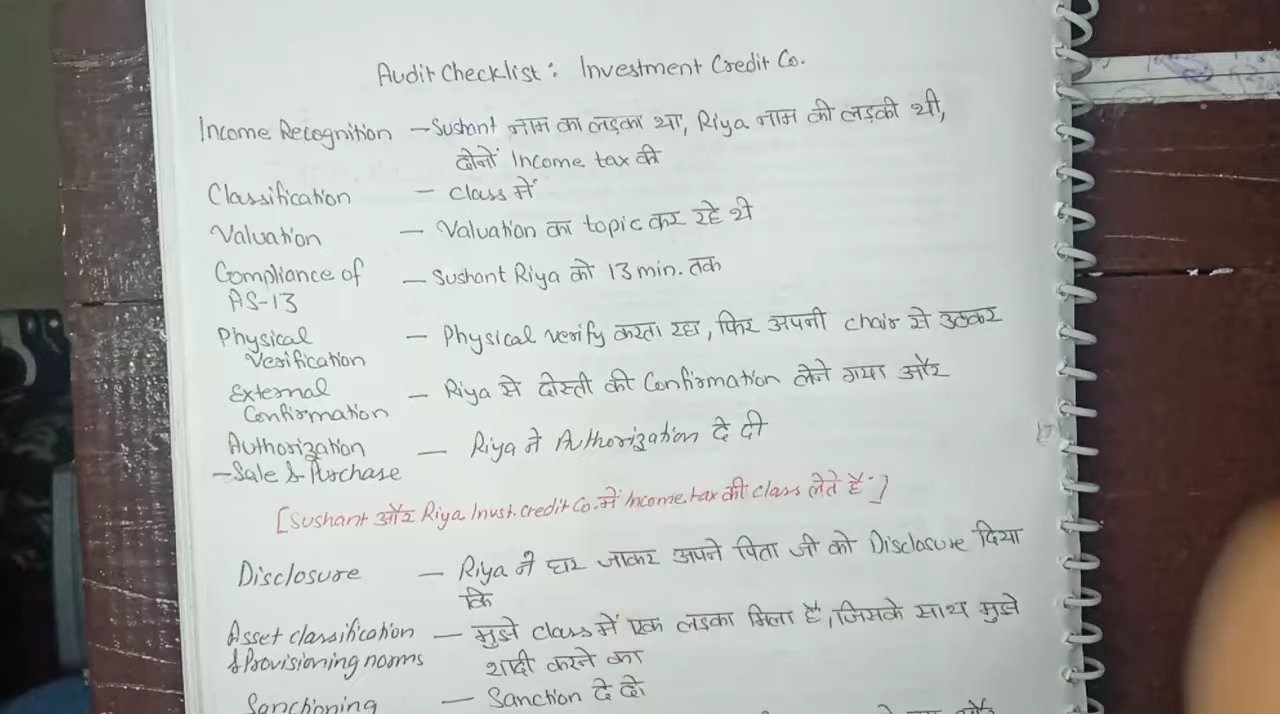 Audit Checklist: Investment Credit Co.
Income Recognition – Sushant नाम का लड़का था, Riya नाम की लड़की थी,
दोनों Income tax की
Classification – Class में
Valuation – Valuation का topic कर रहे थे
Compliance of – Sushant Riya को 13 min. तक
AS-13
Physical – Physical verify करता रहा, फिर अपनी chair से उठकर
Verification
External – Riya से दोस्ती की Confirmation लेने गया और
Confirmation
Authorization – Riya ने Authorization दे दी
– Sale & Purchase
[Sushant और Riya Invst. Credit Co. में Income tax की class लेते हैं।]
Disclosure – Riya ने घर जाकर अपने पिता जी को Disclosure दिया
कि
Asset classification – मुझे class में एक लड़का मिला है, जिसके साथ मुझे
& Provisioning norms शादी करने का
Sanctioning – Sanction दे दो
और